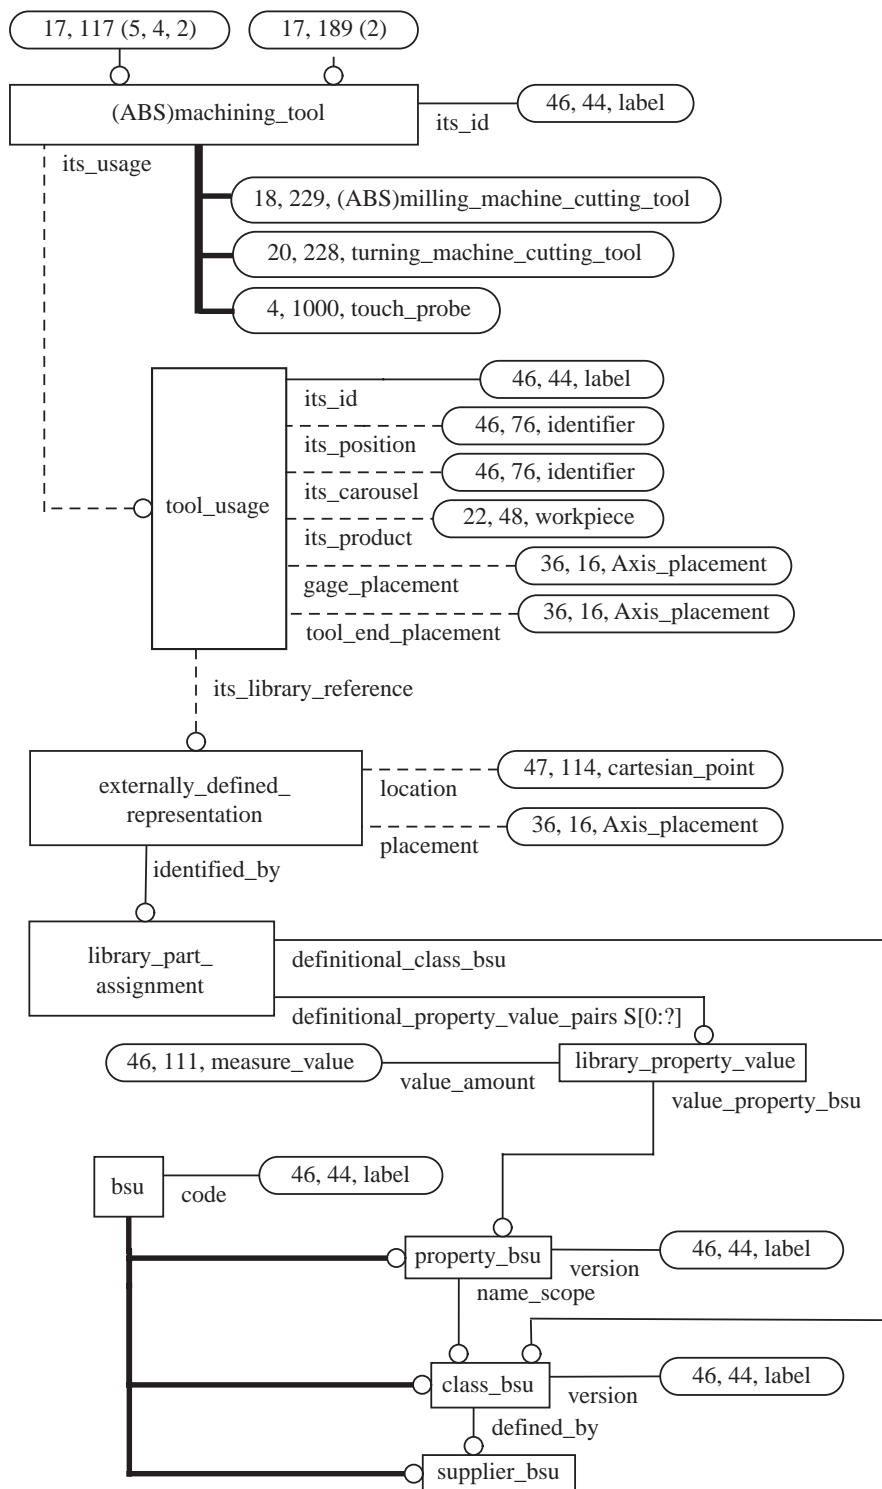 17, 117 (5, 4, 2)
17, 189 (2)
(ABS)machining_tool
46, 44, label
its_id
its_usage
18, 229, (ABS)milling_machine_cutting_tool
20, 228, turning_machine_cutting_tool
4, 1000, touch_probe
46, 44, label
its_id
46, 76, identifier
its_position
46, 76, identifier
its_carousel
tool_usage
22, 48, workpiece
its_product
36, 16, Axis_placement
gage_placement
36, 16, Axis_placement
tool_end_placement
its_library_reference
externally_defined_
representation
47, 114, cartesian_point
location
36, 16, Axis_placement
placement
identified_by
library_part_
assignment
definitional_class_bsu
definitional_property_value_pairs S[0:?]
46, 111, measure_value
value_amount
library_property_value
value_property_bsu
bsu
46, 44, label
code
property_bsu
46, 44, label
version
name_scope
class_bsu
46, 44, label
version
defined_by
supplier_bsu